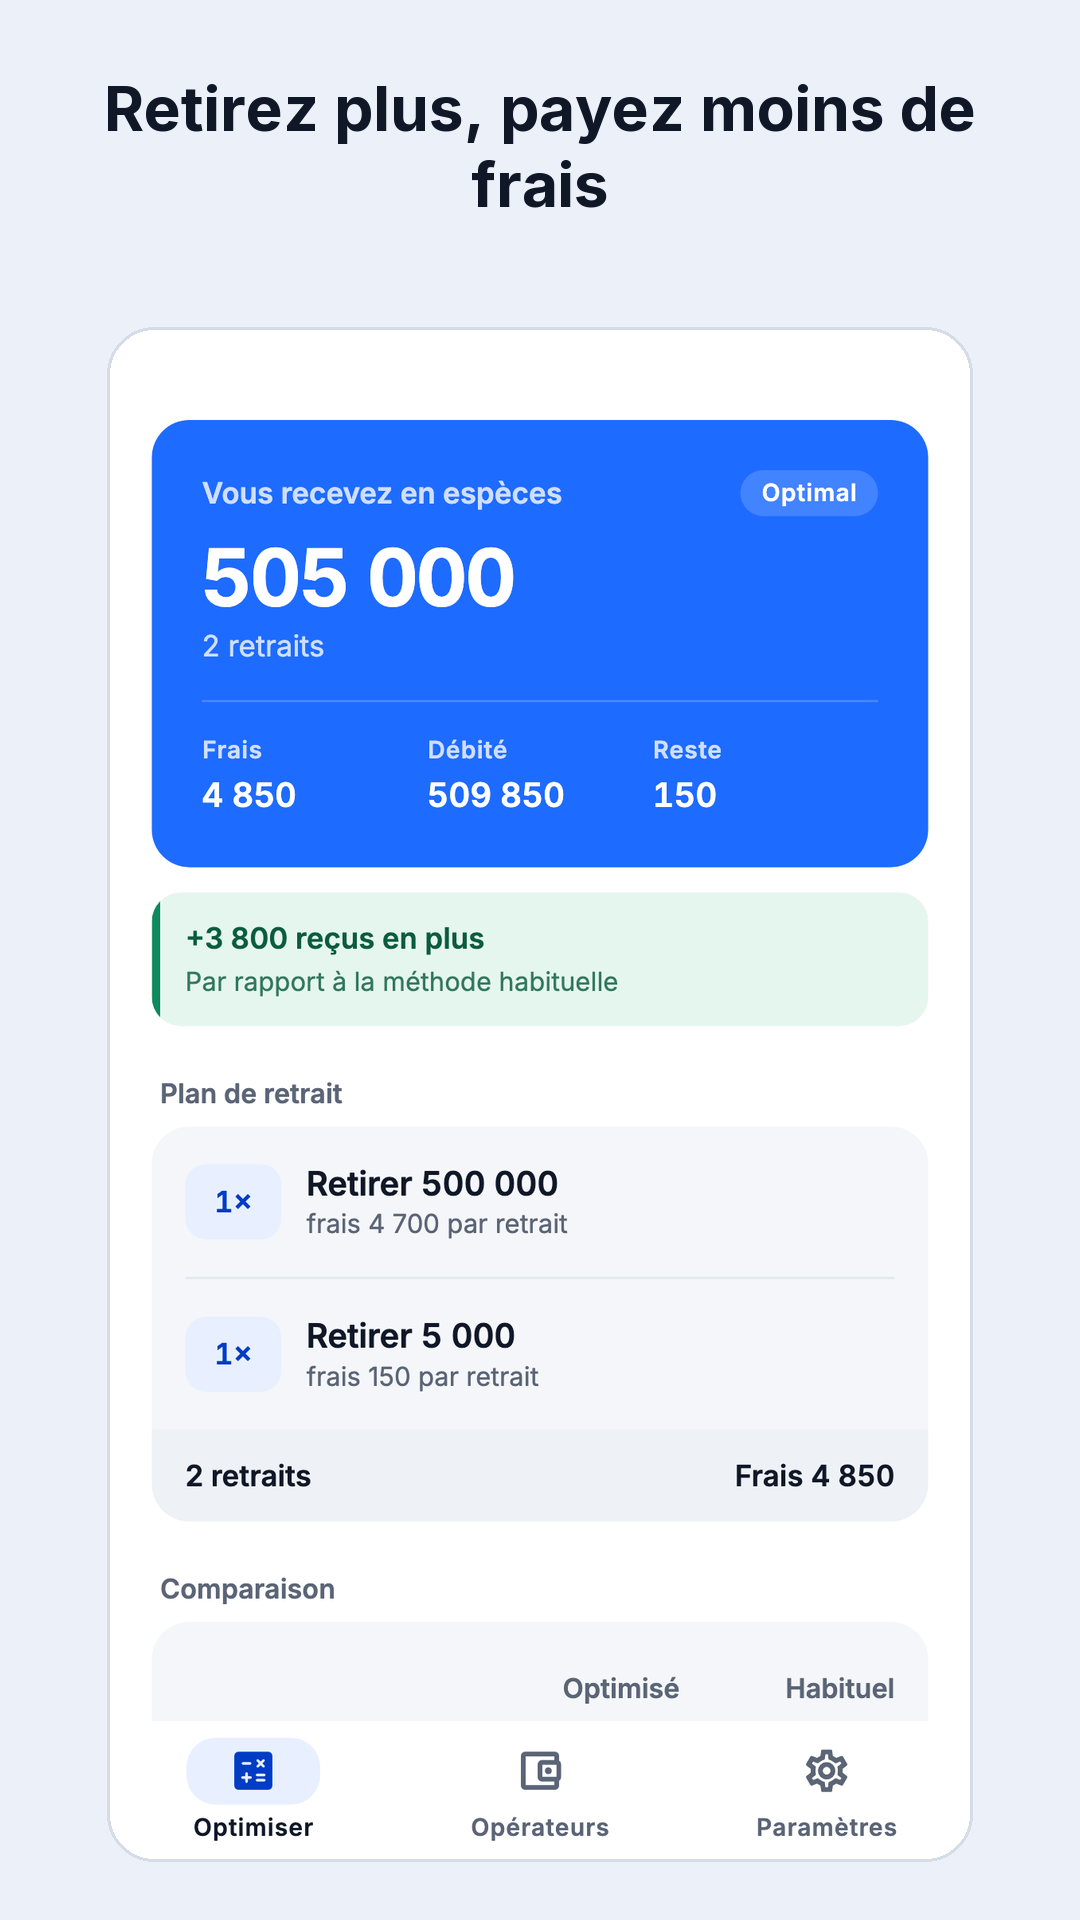 Retirez plus, payez moins de
frais
Vous recevez en espèces
Optimal
505 000
2 retraits
Frais
Débité
Reste
4 850
509 850
150
+3 800 reçus en plus
Par rapport à la méthode habituelle
Plan de retrait
1×
Retirer 500 000
frais 4 700 par retrait
1×
Retirer 5 000
frais 150 par retrait
2 retraits
Frais 4 850
Comparaison
Optimisé
Habituel
Optimiser
Opérateurs
Paramètres